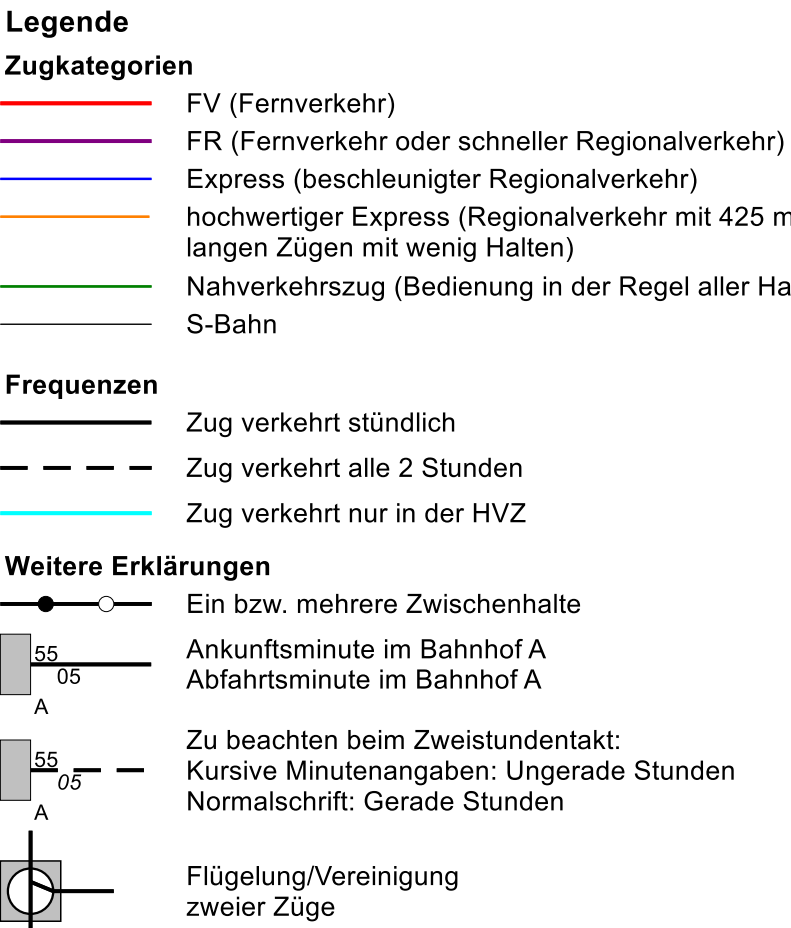 Legende
Zugkategorien
FV (Fernverkehr)
FR (Fernverkehr oder schneller Regionalverkehr)
Express (beschleunigter Regionalverkehr)
hochwertiger Express (Regionalverkehr mit 425 m
langen Zügen mit wenig Halten)
Nahverkehrszug (Bedienung in der Regel aller Ha
S-Bahn
Frequenzen
Zug verkehrt stündlich
Zug verkehrt alle 2 Stunden
Zug verkehrt nur in der HVZ
Weitere Erklärungen
Ein bzw. mehrere Zwischenhalte
55
05
A
Ankunftsminute im Bahnhof A
Abfahrtsminute im Bahnhof A
55
05
A
Zu beachten beim Zweistundentakt:
Kursive Minutenangaben: Ungerade Stunden
Normalschrift: Gerade Stunden
Flügelung/Vereinigung
zweier Züge